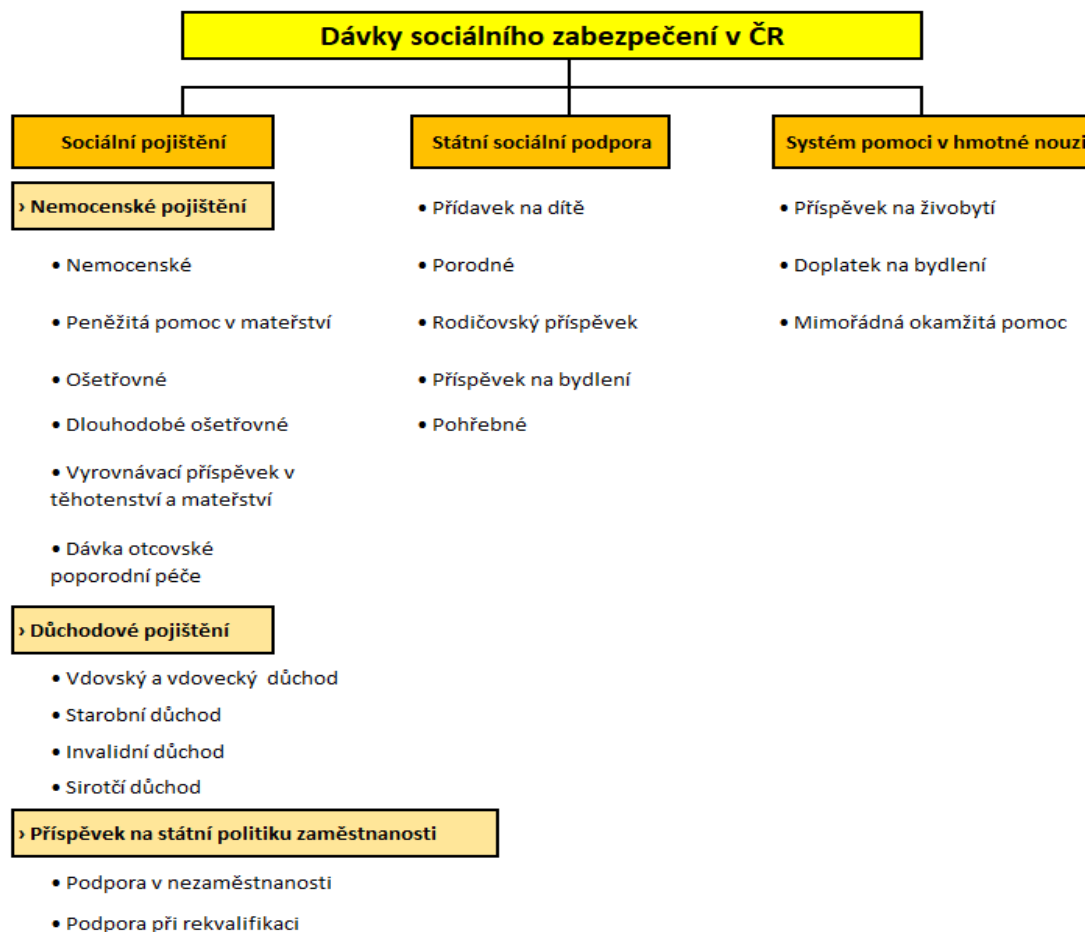 Dávky sociálního zabezpečení v ČR
Sociální pojištění
› Nemocenské pojištění
• Nemocenské
• Peněžitá pomoc v mateřství
• Ošetřovné
• Dlouhodobé ošetřovné
• Vyrovnávací příspěvek v
těhotenství a mateřství
• Dávka otcovské
poporodní péče
› Důchodové pojištění
• Vdovský a vdovecký  důchod
• Starobní důchod
• Invalidní důchod
• Sirotčí důchod
› Příspěvek na státní politiku zaměstnanosti
• Podpora v nezaměstnanosti
• Podpora při rekvalifikaci
Státní sociální podpora
• Přídavek na dítě
• Porodné
• Rodičovský příspěvek
• Příspěvek na bydlení
• Pohřebné
Systém pomoci v hmotné nouzi
• Příspěvek na živobytí
• Doplatek na bydlení
• Mimořádná okamžitá pomoc